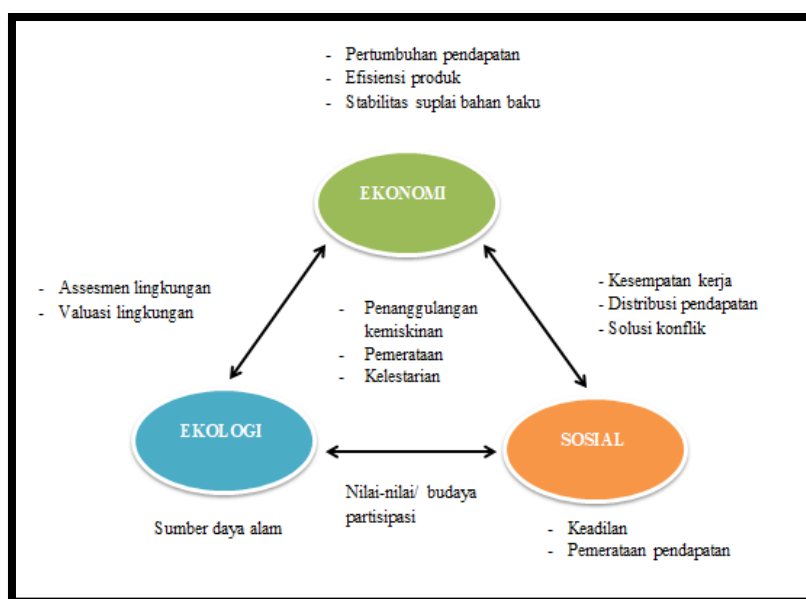 - Pertumbuhan pendapatan
- Efisiensi produk
- Stabilitas suplai bahan baku
EKONOMI
- Assesmen lingkungan
- Valuasi lingkungan
- Penanggulangan
kemiskinan
- Pemerataan
- Kelestarian
- Kesempatan kerja
- Distribusi pendapatan
- Solusi konflik
EKOLOGI
SOSIAL
Nilai-nilai/ budaya
partisipasi
Sumber daya alam
- Keadilan
- Pemerataan pendapatan